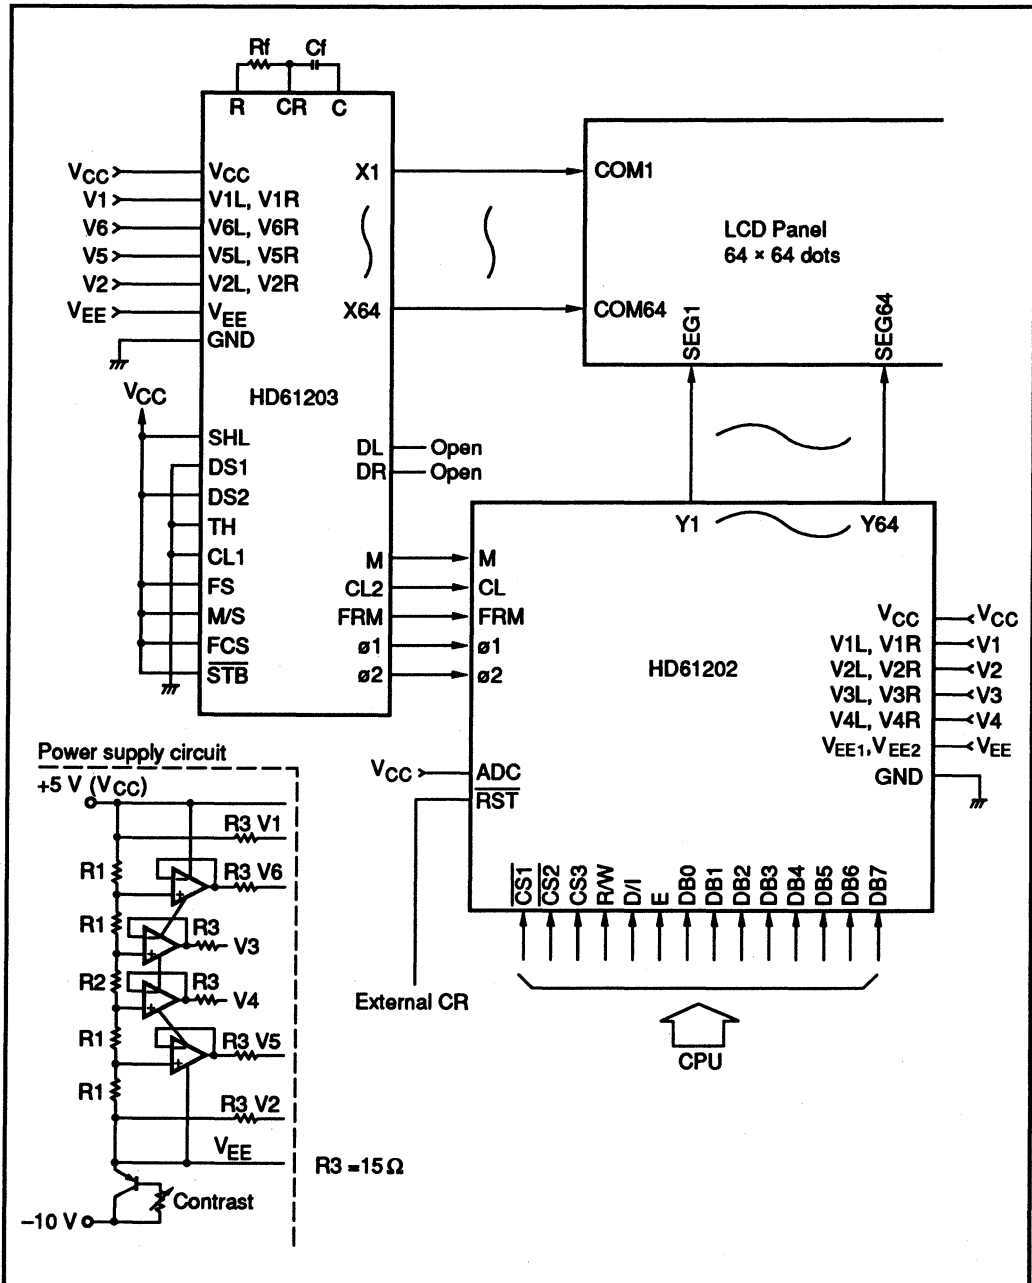 Rf
Cf
R
CR
C
VCC
V1
V6
V5
V2
VEE
VCC
V1L, V1R
V6L, V6R
V5L, V5R
V2L, V2R
VEE
GND
X1
X64
HD61203
VCC
SHL
DS1
DS2
TH
CL1
FS
M/S
FCS
STB
DL
Open
DR
Open
M
CL2
FRM
ø1
ø2
COM1
COM64
LCD Panel
64 × 64 dots
SEG1
SEG64
Y1
Y64
M
CL
FRM
ø1
ø2
HD61202
VCC
V1L, V1R
V2L, V2R
V3L, V3R
V4L, V4R
VEE1,VEE2
GND
VCC
V1
V2
V3
V4
VEE
VCC
ADC
RST
External CR
CS1
CS2
CS3
R/W
D/I
E
DB0
DB1
DB2
DB3
DB4
DB5
DB6
DB7
CPU
Power supply circuit
+5 V (VCC)
R3 V1
R1
– +
R3 V6
R1
– +
R3
V3
R2
– +
R3
V4
R1
– +
R3 V5
R1
R3 V2
VEE
Contrast
–10 V
R3 =15Ω